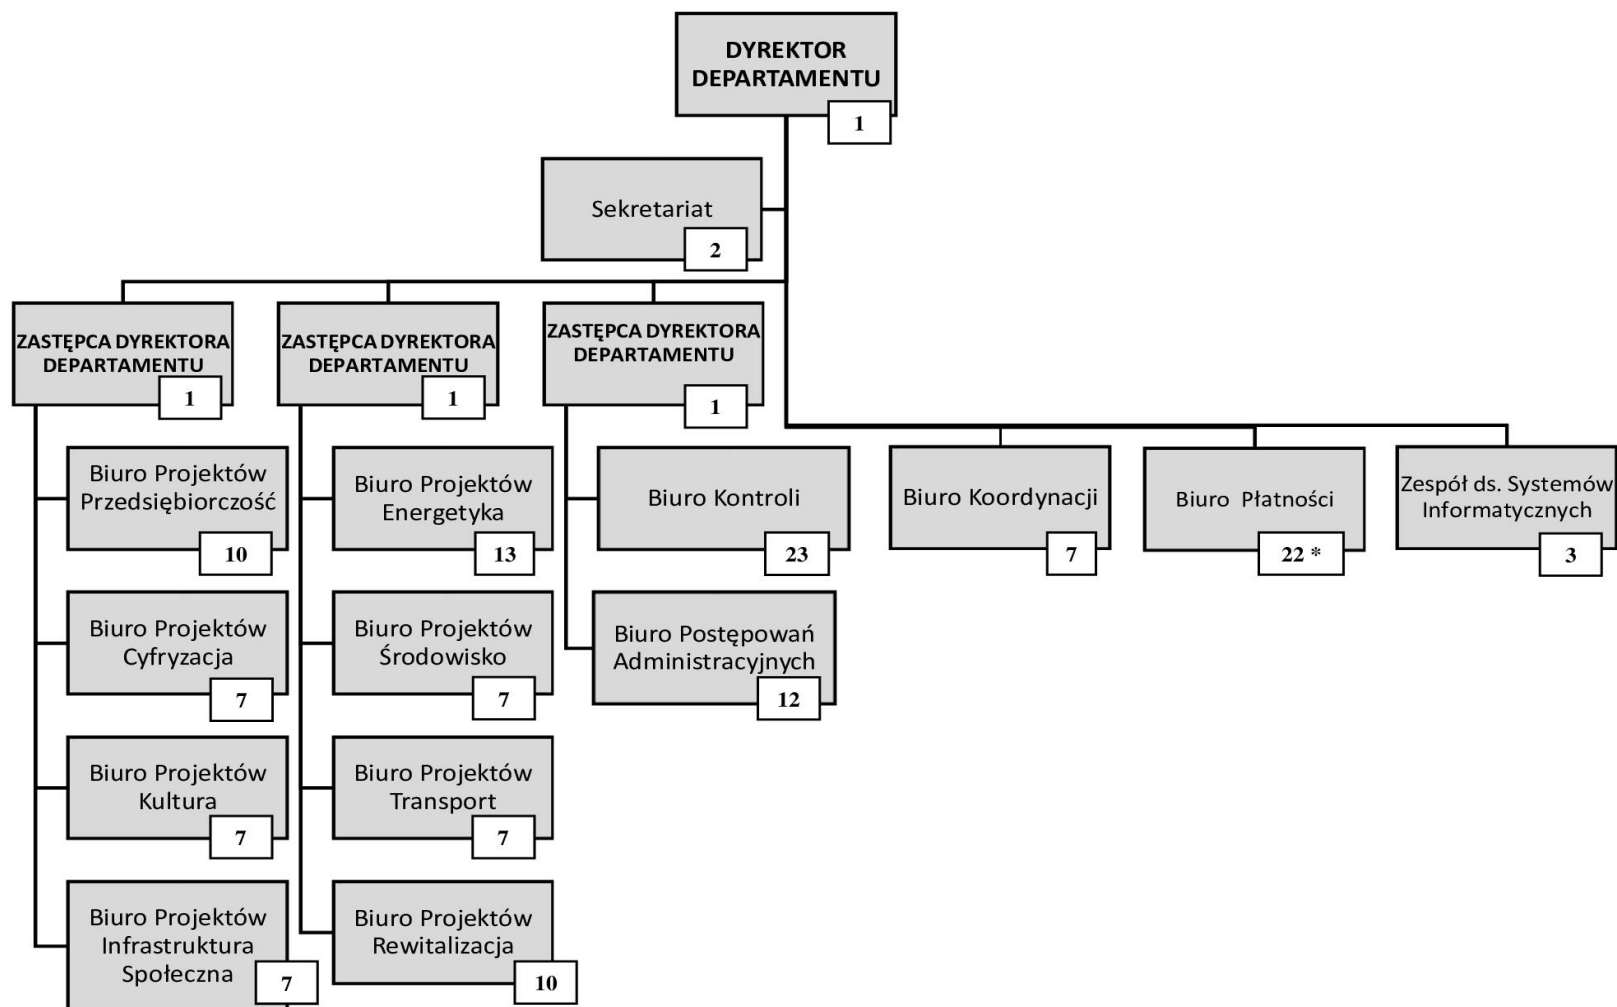 DYREKTOR
DEPARTAMENTU
1
Sekretariat
2
ZASTĘPCA DYREKTORA
DEPARTAMENTU
1
ZASTĘPCA DYREKTORA
DEPARTAMENTU
1
ZASTĘPCA DYREKTORA
DEPARTAMENTU
1
Biuro Projektów
Przedsiębiorczość
10
Biuro Projektów
Cyfryzacja
7
Biuro Projektów
Kultura
7
Biuro Projektów
Infrastruktura
Społeczna
7
Biuro Projektów
Energetyka
13
Biuro Projektów
Środowisko
7
Biuro Projektów
Transport
7
Biuro Projektów
Rewitalizacja
10
Biuro Kontroli
23
Biuro Postępowań
Administracyjnych
12
Biuro Koordynacji
7
Biuro Płatności
22 *
Zespół ds. Systemów
Informatycznych
3